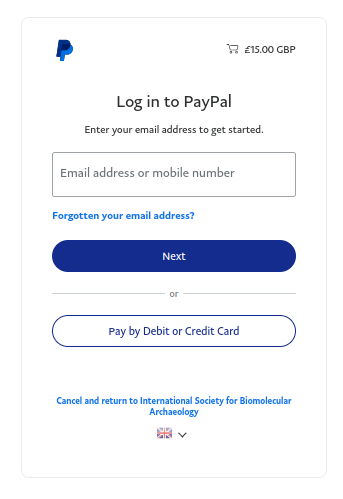 £15.00 GBP
Log in to PayPal
Enter your email address to get started.
Email address or mobile number
Forgotten your email address?
Next
or
Pay by Debit or Credit Card
Cancel and return to International Society for Biomolecular
Archaeology